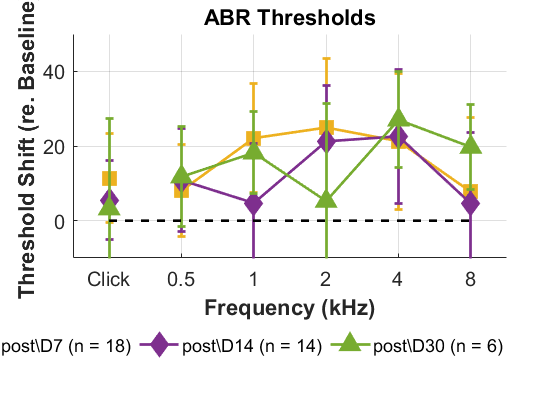 ABR Thresholds
Threshold Shift (re. Baseline
40
20
0
Click 0.5 1 2 4 8
Frequency (kHz)
post\D7 (n = 18) post\D14 (n = 14) post\D30 (n = 6)